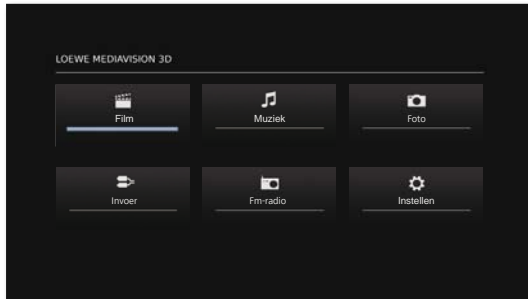 LOEWE MEDIAVISION 3D
Film Muziek Foto
Invoer Fm-radio Instellen